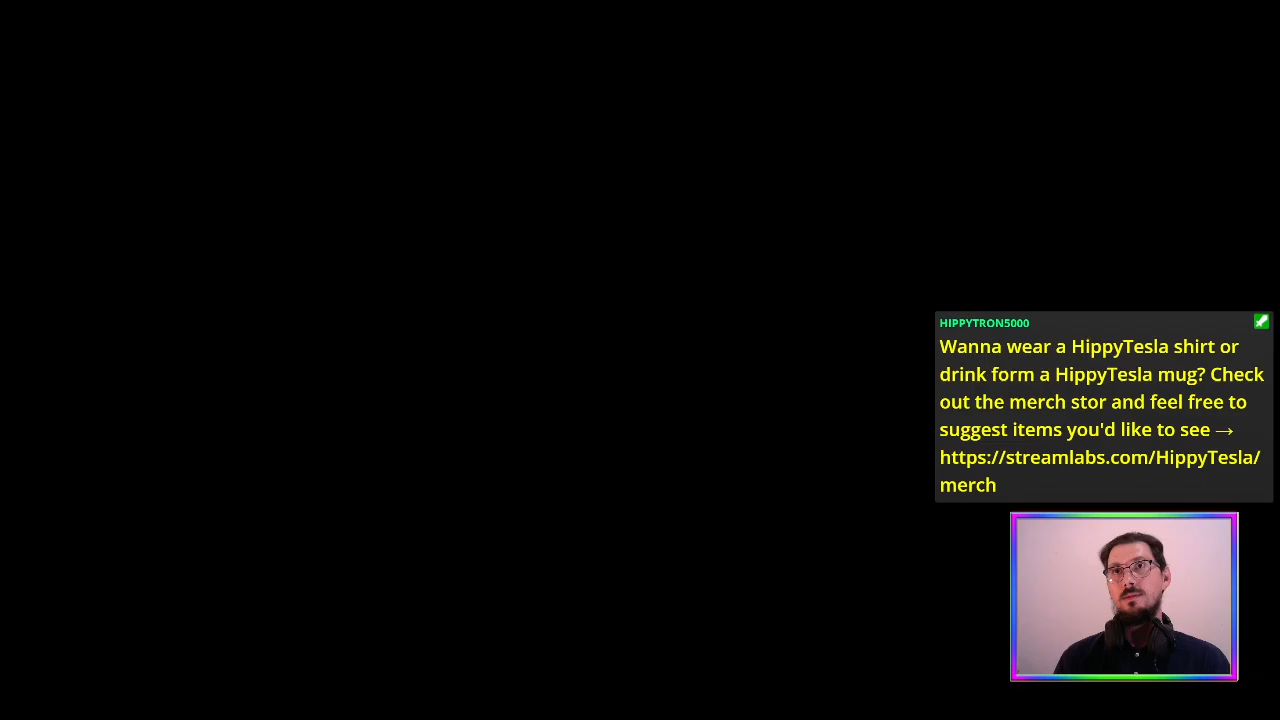 HIPPYTRON5000
Wanna wear a HippyTesla shirt or
drink form a HippyTesla mug? Check
out the merch stor and feel free to
suggest items you'd like to see →
https://streamlabs.com/HippyTesla/
merch